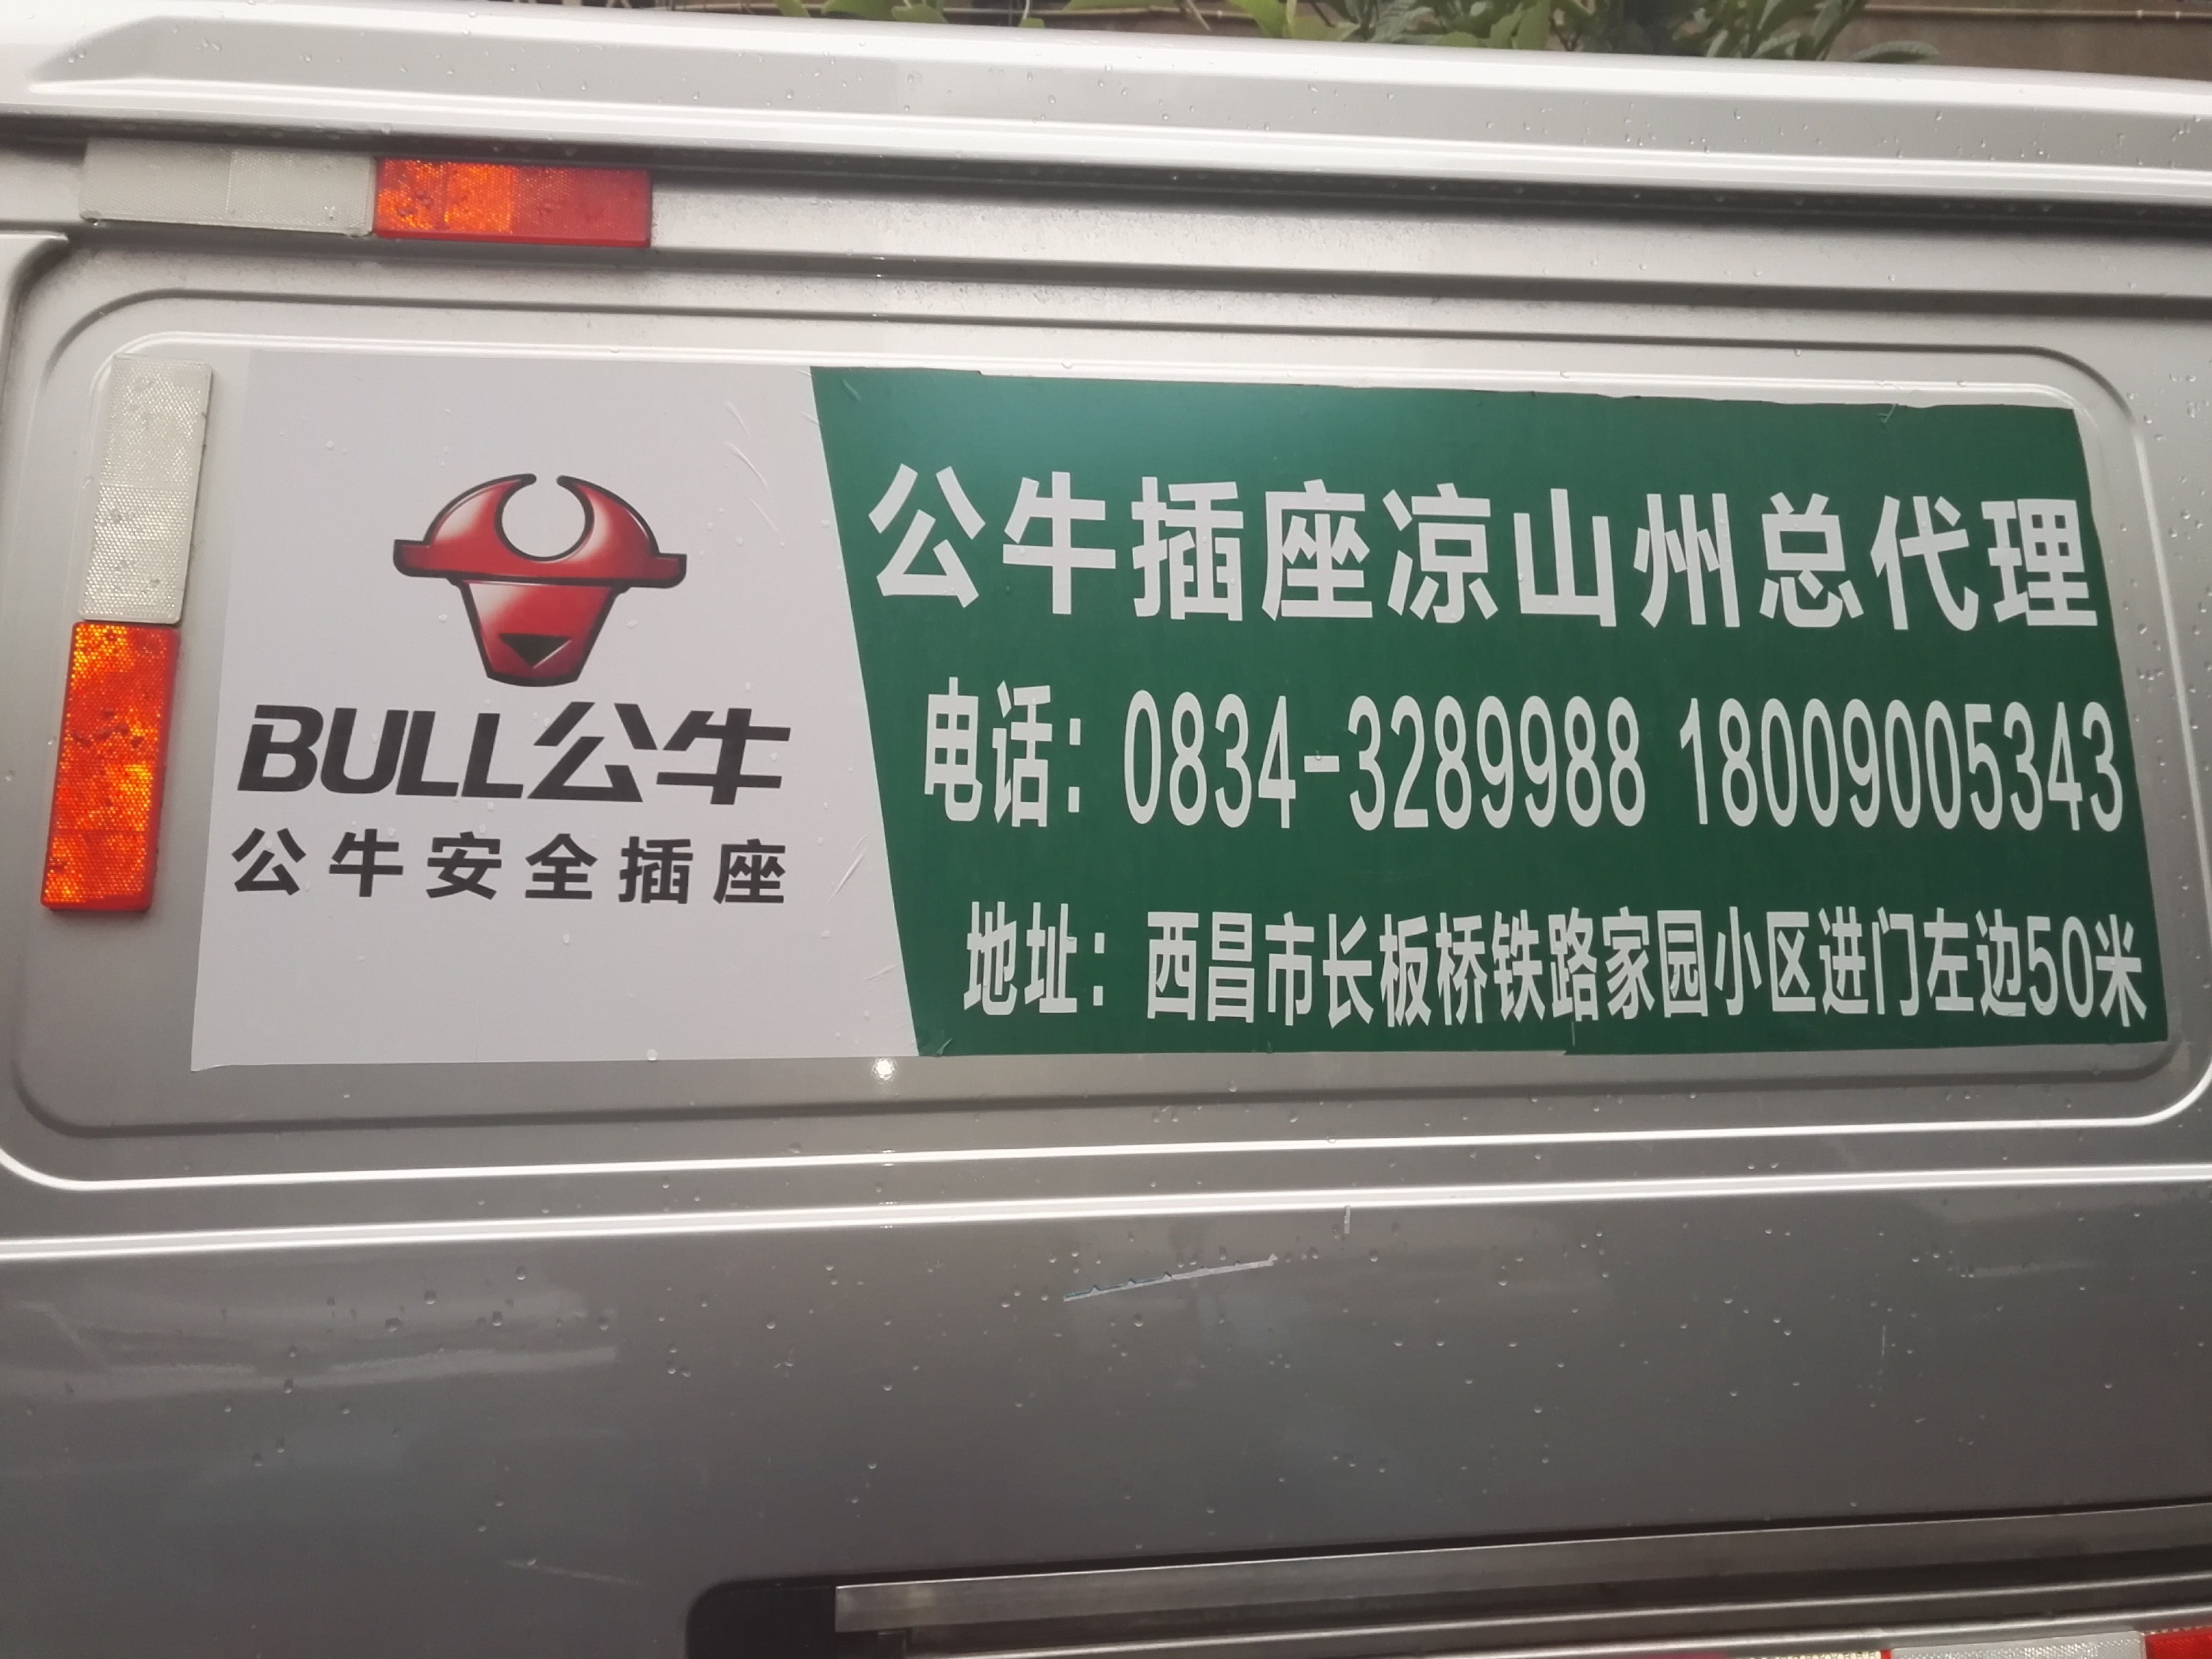 BULL公牛
公牛安全插座
公牛插座凉山州总代理
电话：0834-3289988 18009005343
地址：西昌市长板桥铁路家园小区进门左边50米